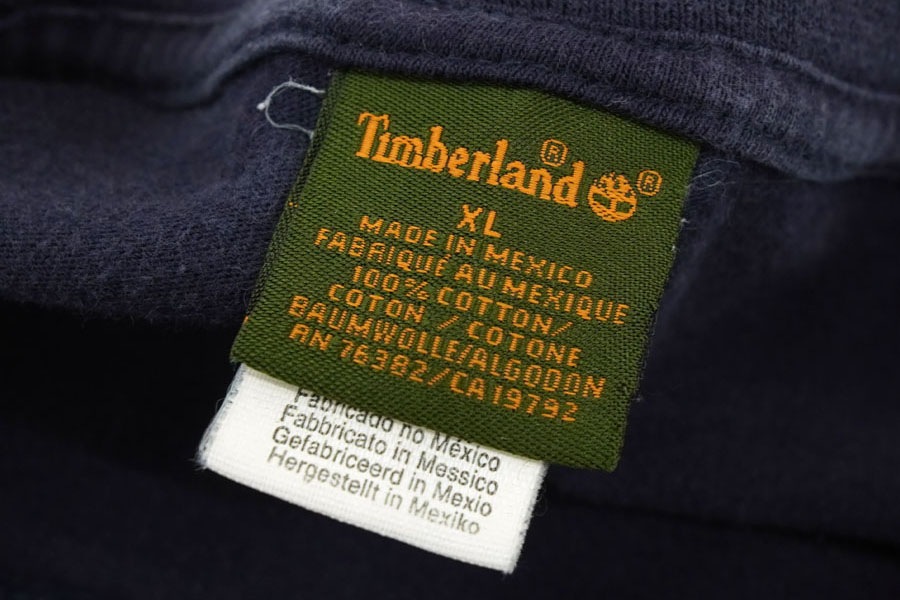 Timberland®
®
XL
MADE IN MEXICO
FABRIQUÉ AU MEXIQUE
100% COTTON/
COTON / COTONE
BAUMWOLLE/ALGODON
RN 76382/CA19792
Fabricado no México
Fabbricato in Messico
Gefabriceerd in Mexio
Hergestellt in Mexiko